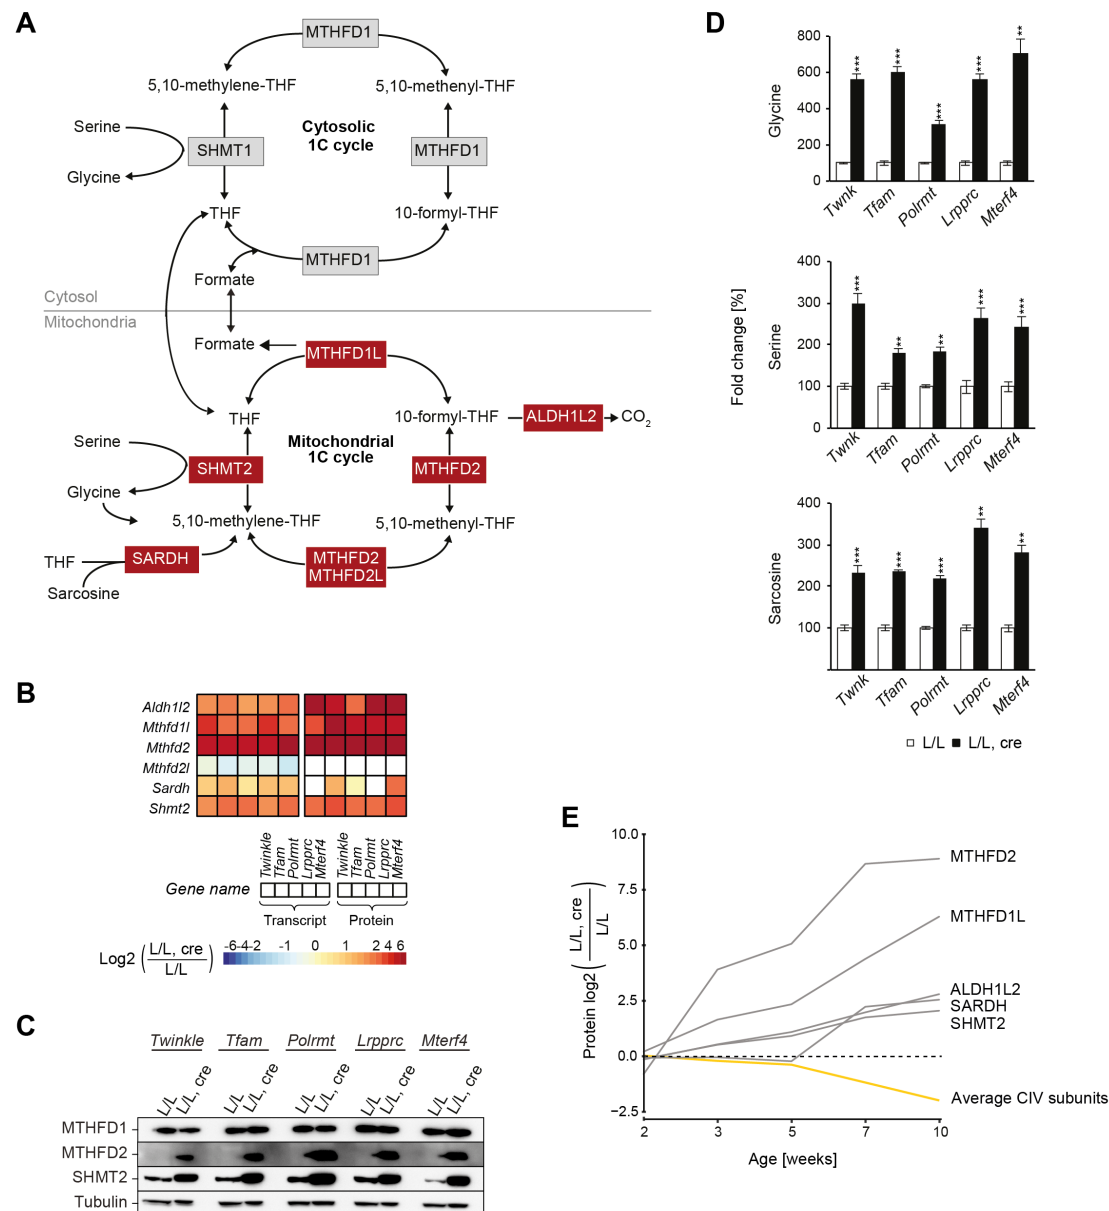 A
MTHFD1
5,10-methylene-THF
5,10-methenyl-THF
Serine
Cytosolic
1C cycle
SHMT1
MTHFD1
Glycine
THF
10-formyl-THF
MTHFD1
Formate
Cytosol
Mitochondria
Formate
MTHFD1L
THF
10-formyl-THF
ALDH1L2
CO2
Serine
Mitochondrial
1C cycle
SHMT2
MTHFD2
Glycine
5,10-methylene-THF
5,10-methenyl-THF
THF
SARDH
MTHFD2
MTHFD2L
Sarcosine
B
Aldh1l2
Mthfd1l
Mthfd2
Mthfd2l
Sardh
Shmt2
Twinkle
Tfam
Polrmt
Lrpprc
Mterf4
Twinkle
Tfam
Polrmt
Lrpprc
Mterf4
Gene name
Transcript
Protein
Log2 ( L/L, cre / L/L )
-6-4-2 -1 0 1 2 4 6
C
Twinkle Tfam Polrmt Lrpprc Mterf4
L/L L/L, cre L/L L/L, cre L/L L/L, cre L/L L/L, cre L/L L/L, cre
MTHFD1
MTHFD2
SHMT2
Tubulin
D
Fold change [%]
Glycine
800
600
400
200
0
*** *** *** *** **
Twnk Tfam Polrmt Lrpprc Mterf4
Serine
400
300
200
100
0
*** ** ** *** ***
Twnk Tfam Polrmt Lrpprc Mterf4
Sarcosine
400
300
200
100
*** *** *** ** **
Twnk Tfam Polrmt Lrpprc Mterf4
L/L L/L, cre
E
Protein log2 ( L/L, cre / L/L )
10.0
7.5
5.0
2.5
0.0
−2.5
MTHFD2
MTHFD1L
ALDH1L2
SARDH
SHMT2
Average CIV subunits
2 3 5 7 10
Age [weeks]